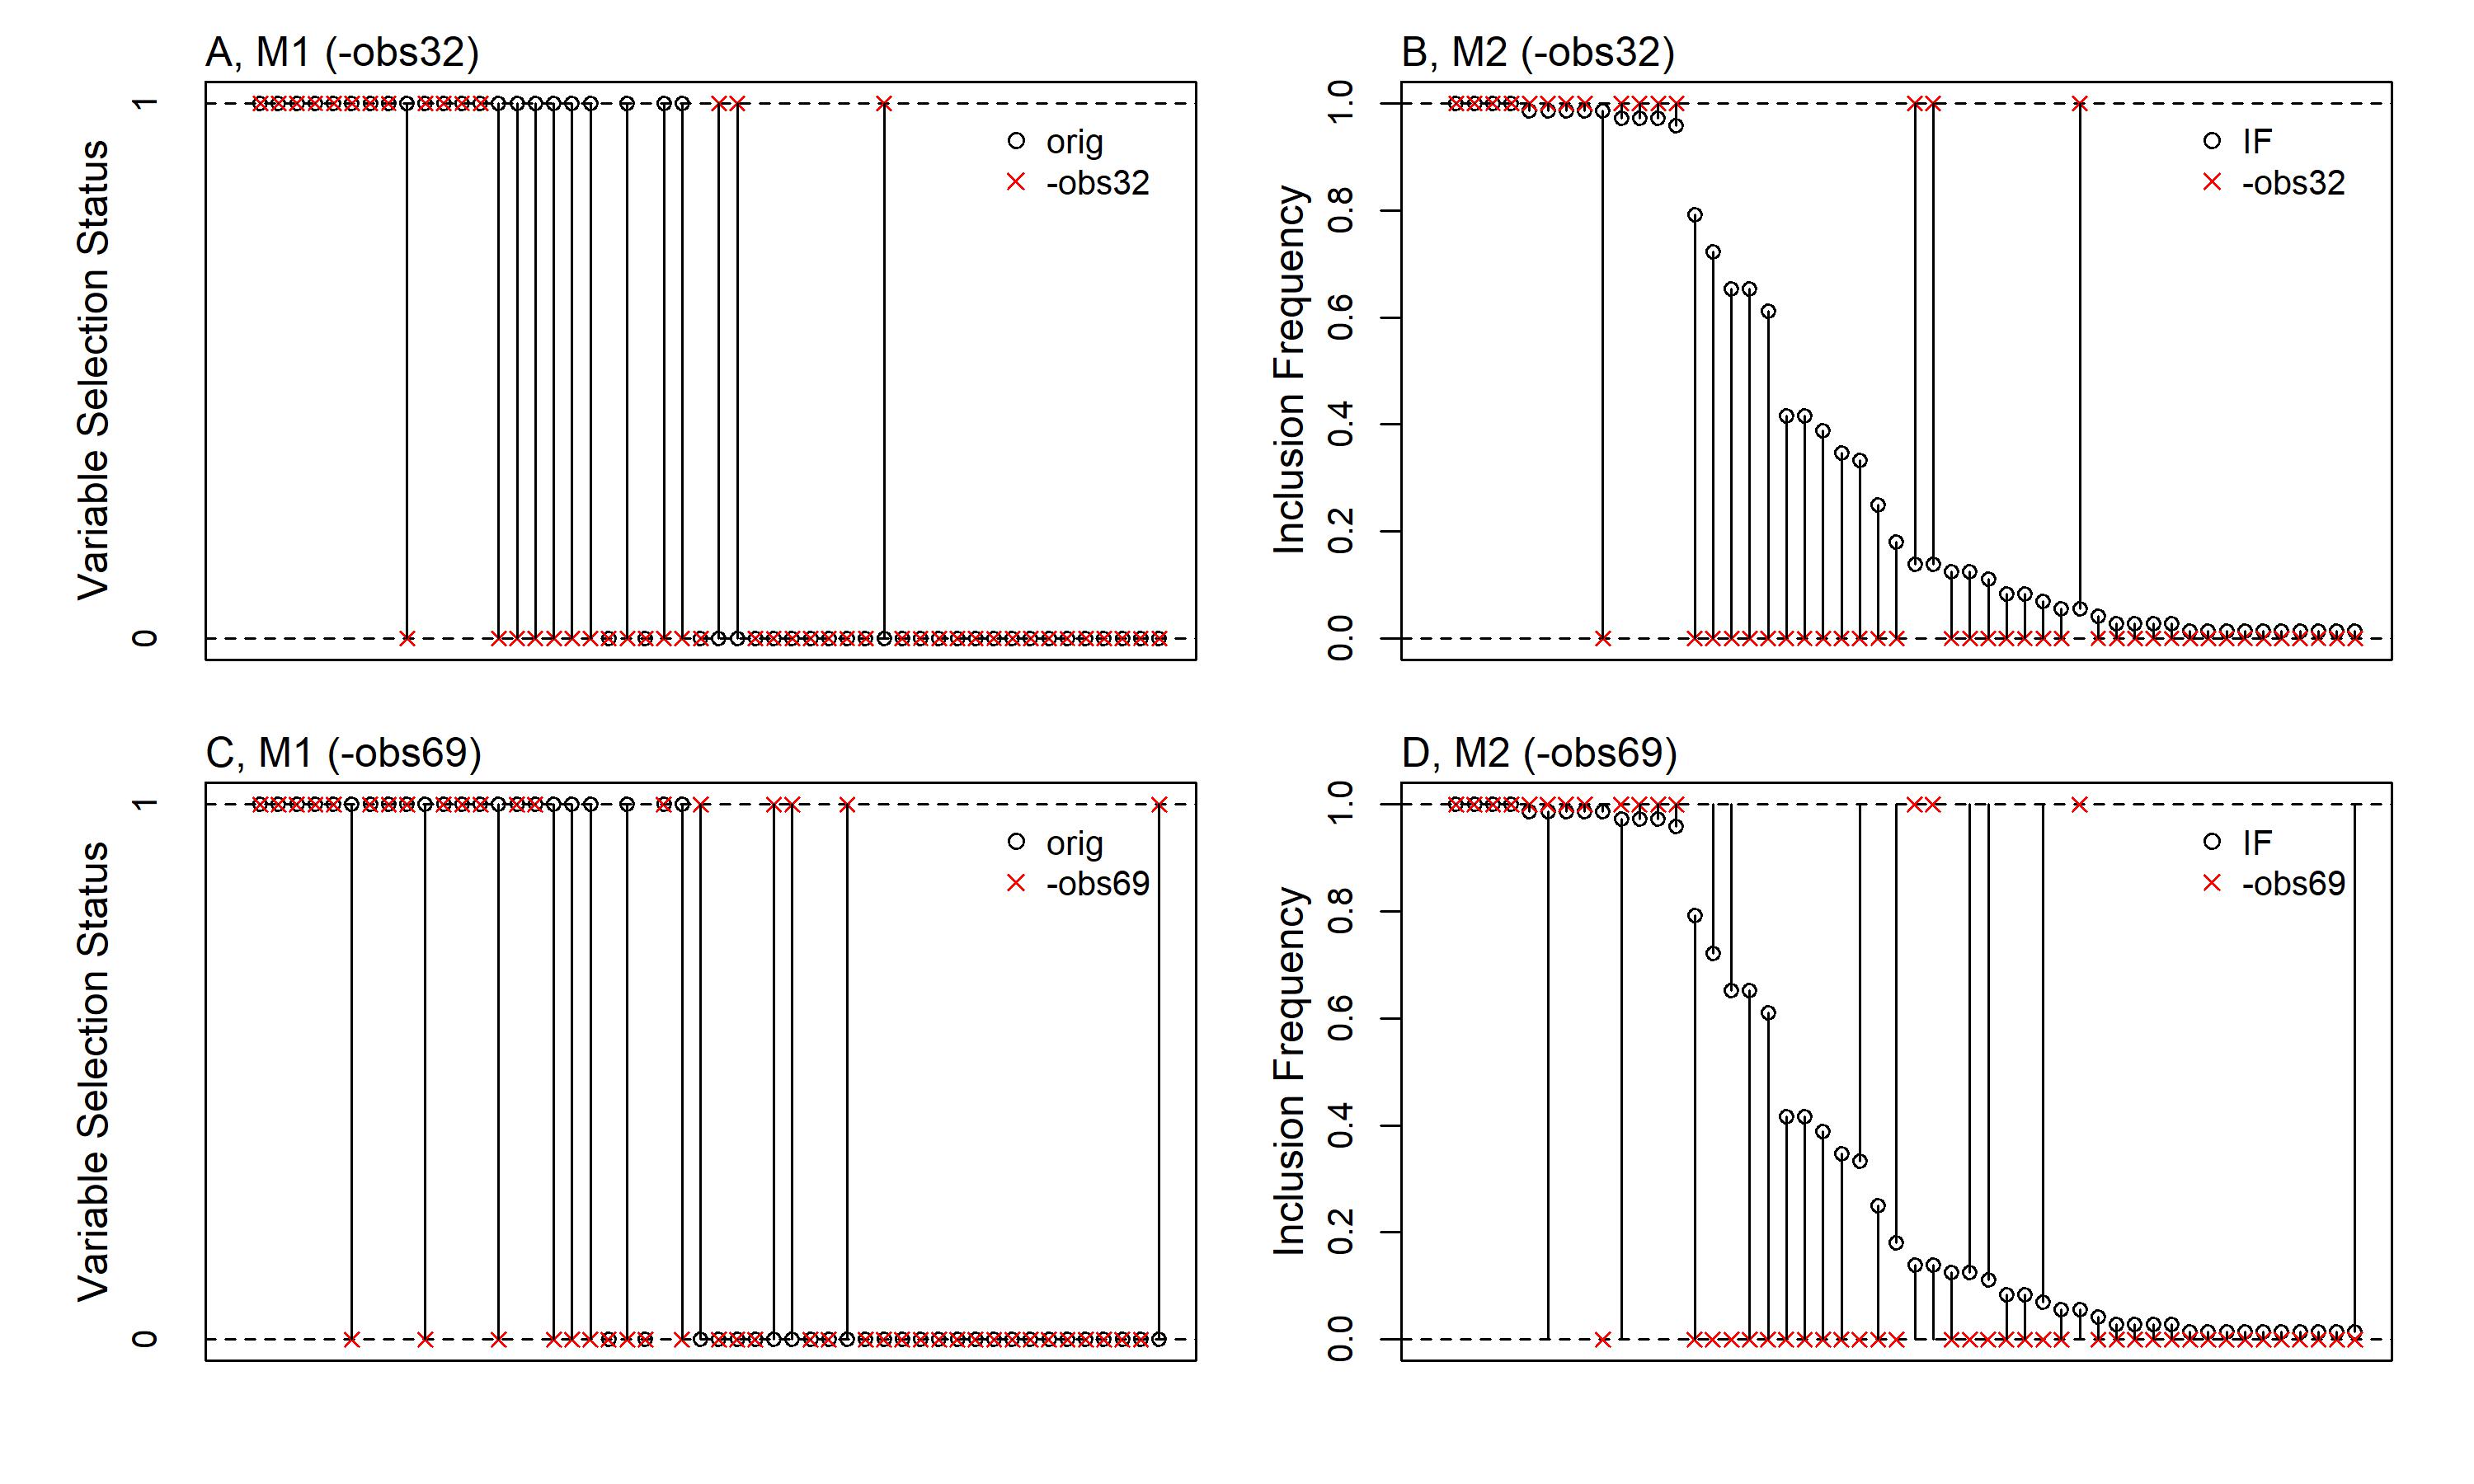 A, M1 (-obs32)
Variable Selection Status
1
0
orig
-obs32
B, M2 (-obs32)
Inclusion Frequency
1.0
0.8
0.6
0.4
0.2
0.0
IF
-obs32
C, M1 (-obs69)
Variable Selection Status
1
0
orig
-obs69
D, M2 (-obs69)
Inclusion Frequency
1.0
0.8
0.6
0.4
0.2
0.0
IF
-obs69